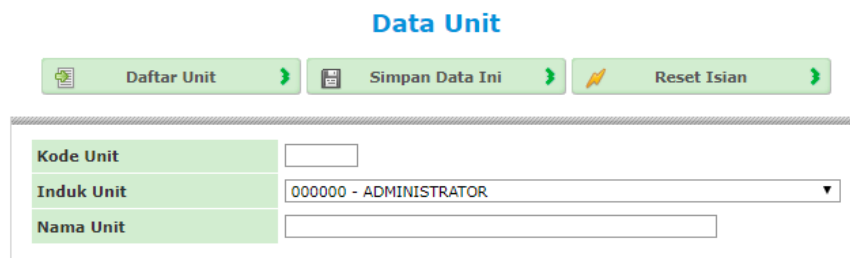 Data Unit
Daftar Unit Simpan Data Ini Reset Isian
Kode Unit
Induk Unit 000000 - ADMINISTRATOR
Nama Unit